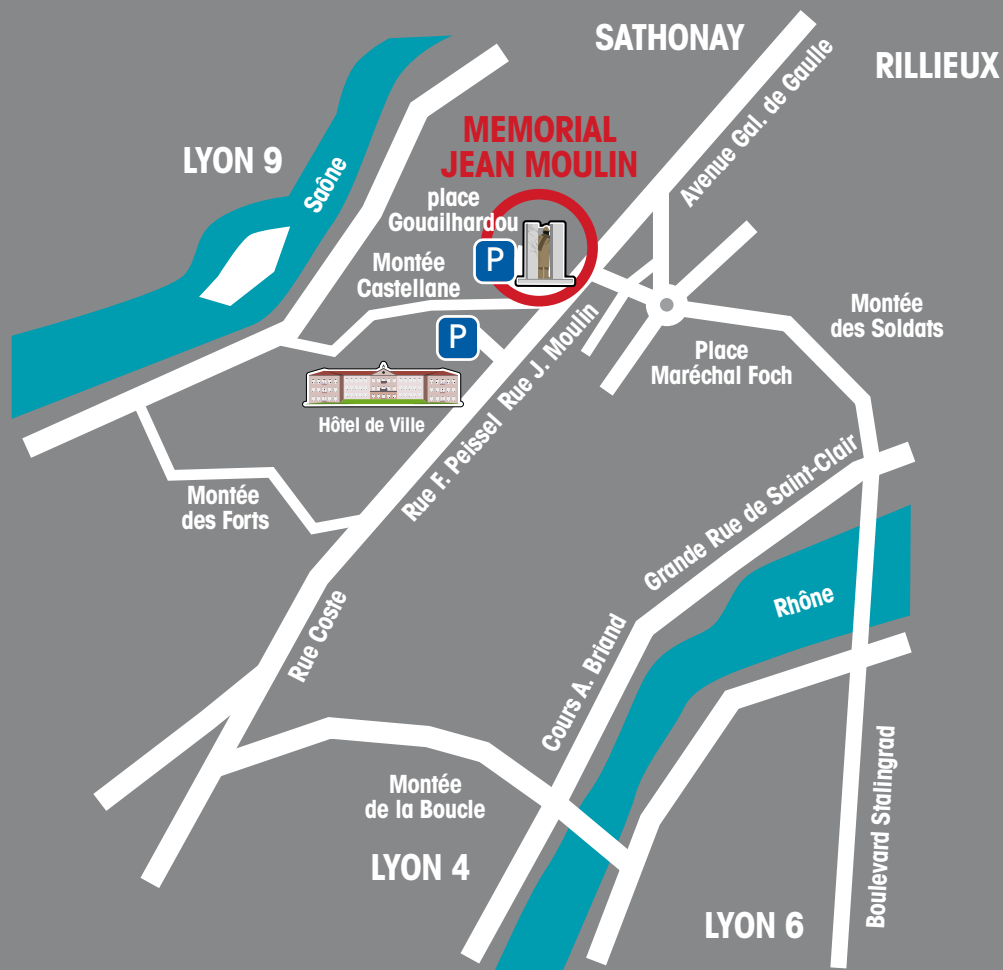 SATHONAY
RILLIEUX
Avenue Gal. de Gaulle
MEMORIAL
JEAN MOULIN
LYON 9
Saône
place
Gouailhardou
P
Montée
Castellane
P
Montée
des Soldats
Rue J. Moulin
Place
Maréchal Foch
Hôtel de Ville
Rue F. Peissel
Grande Rue de Saint-Clair
Montée
des Forts
Rhône
Rue Coste
Cours A. Briand
Montée
de la Boucle
Boulevard Stalingrad
LYON 4
LYON 6